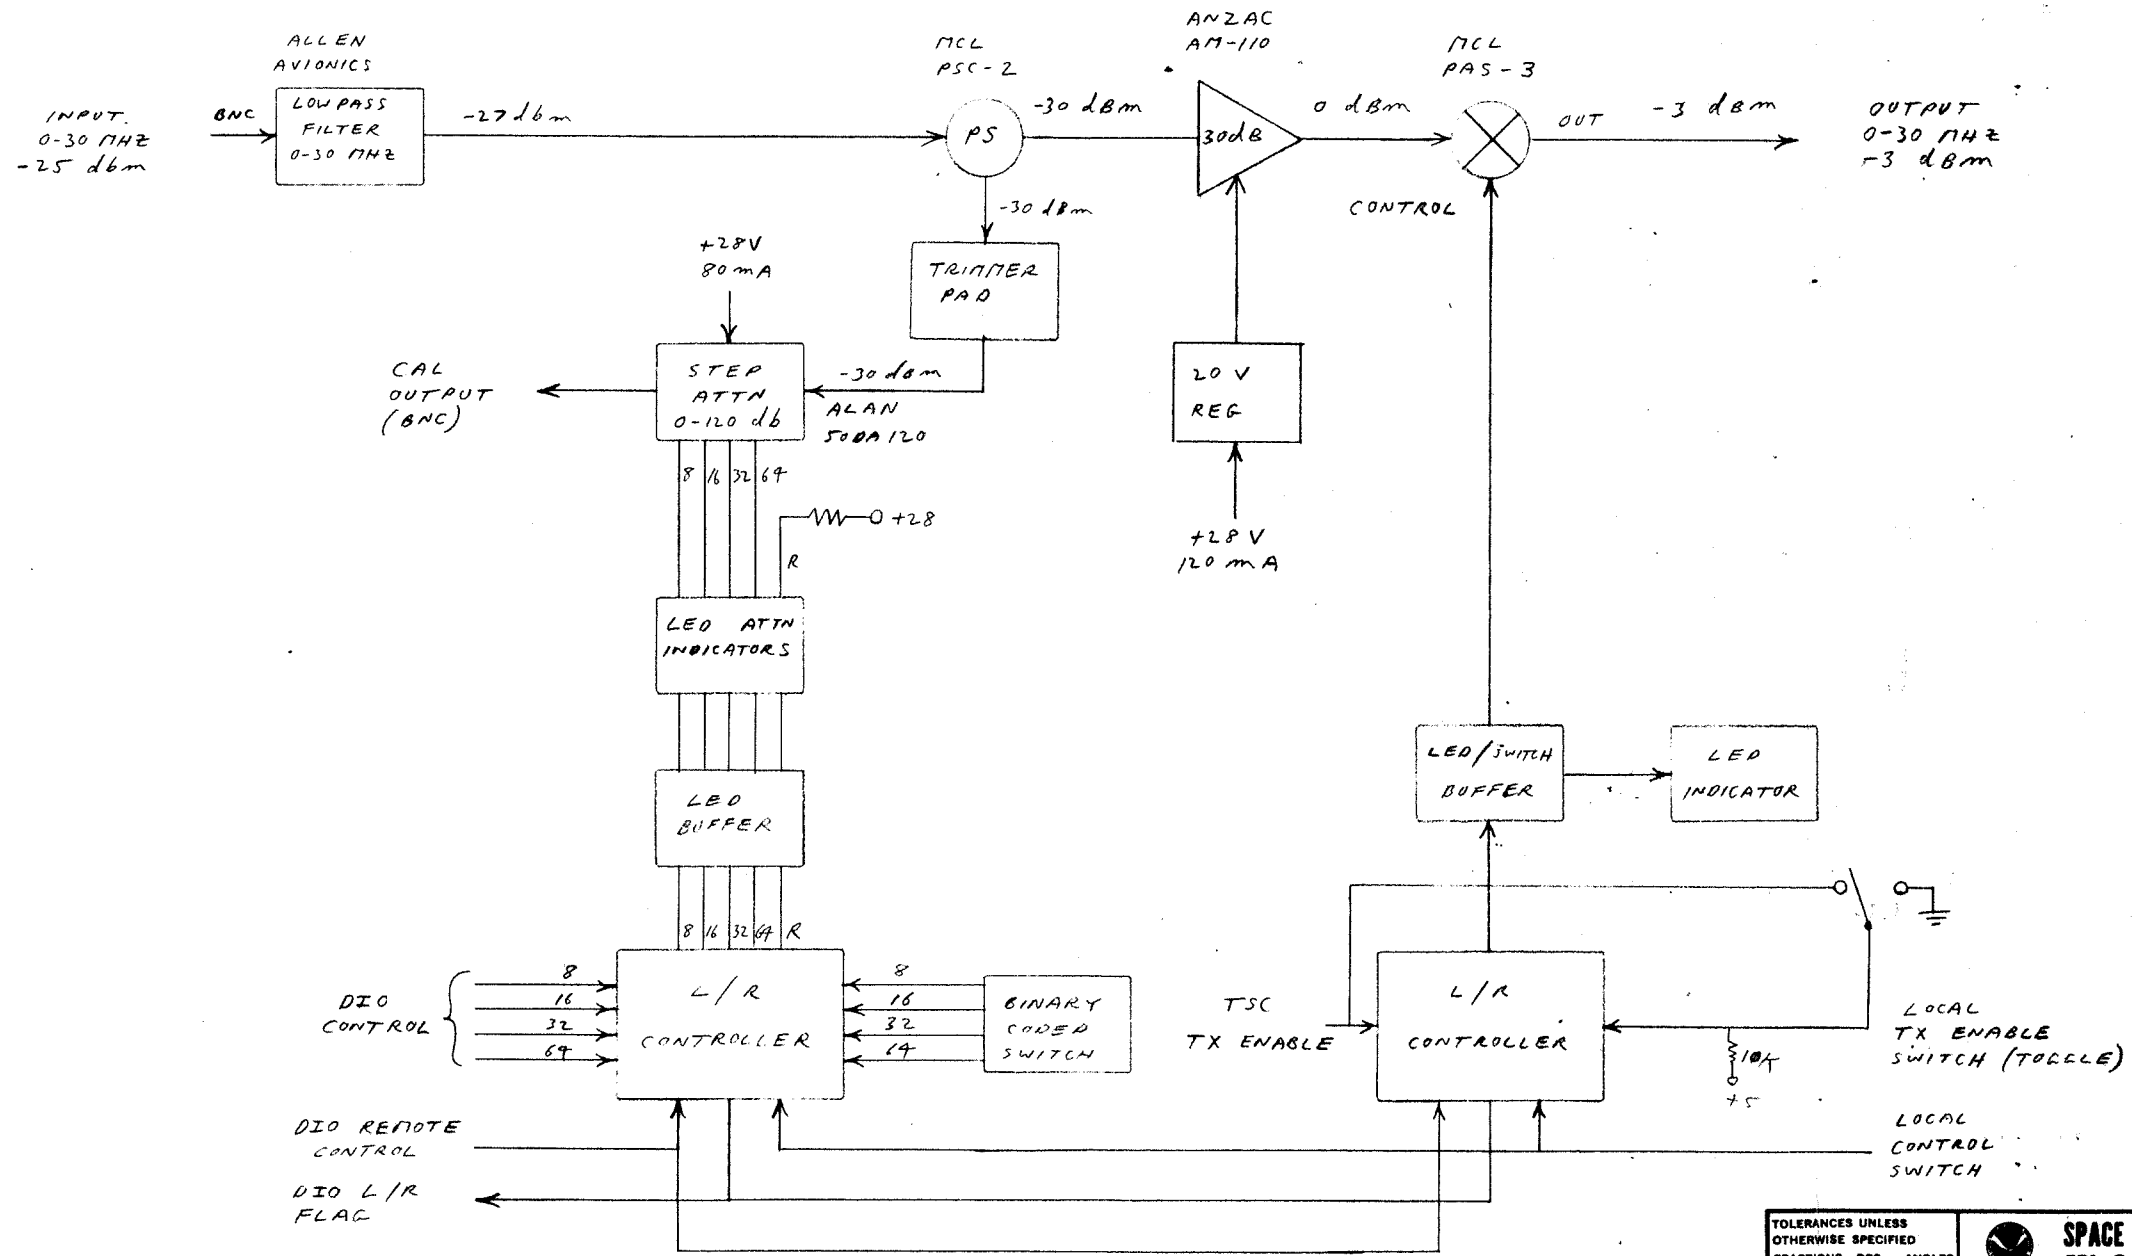 ALLEN
AVIONICS
INPUT.
0-30 MHZ
-25 dbm
BNC
LOWPASS
FILTER
0-30 MHZ
-27 dbm
MCL
PSC-2
PS
-30 dBm
ANZAC
AM-110
30dB
0 dBm
MCL
PAS-3
OUT
-3 dBm
OUTPUT
0-30 MHZ
-3 dBm
CONTROL
-30 dBm
TRIMMER
PAD
+28V
80 mA
CAL
OUTPUT
(BNC)
STEP
ATTN
0-120 db
-30 dBm
ALAN
50DA120
20 V
REG
+28 V
120 mA
8 16 32 64
+28
R
LED ATTN
INDICATORS
LED
BUFFER
8 16 32 64 R
DIO
CONTROL
8
16
32
64
L/R
CONTROLLER
8
16
32
64
BINARY
CODED
SWITCH
LED/SWITCH
BUFFER
LED
INDICATOR
TSC
TX ENABLE
L/R
CONTROLLER
10K
+5
LOCAL
TX ENABLE
SWITCH (TOGGLE)
DIO REMOTE
CONTROL
DIO L/R
FLAG
LOCAL
CONTROL
SWITCH
TOLERANCES UNLESS
OTHERWISE SPECIFIED
SPACE